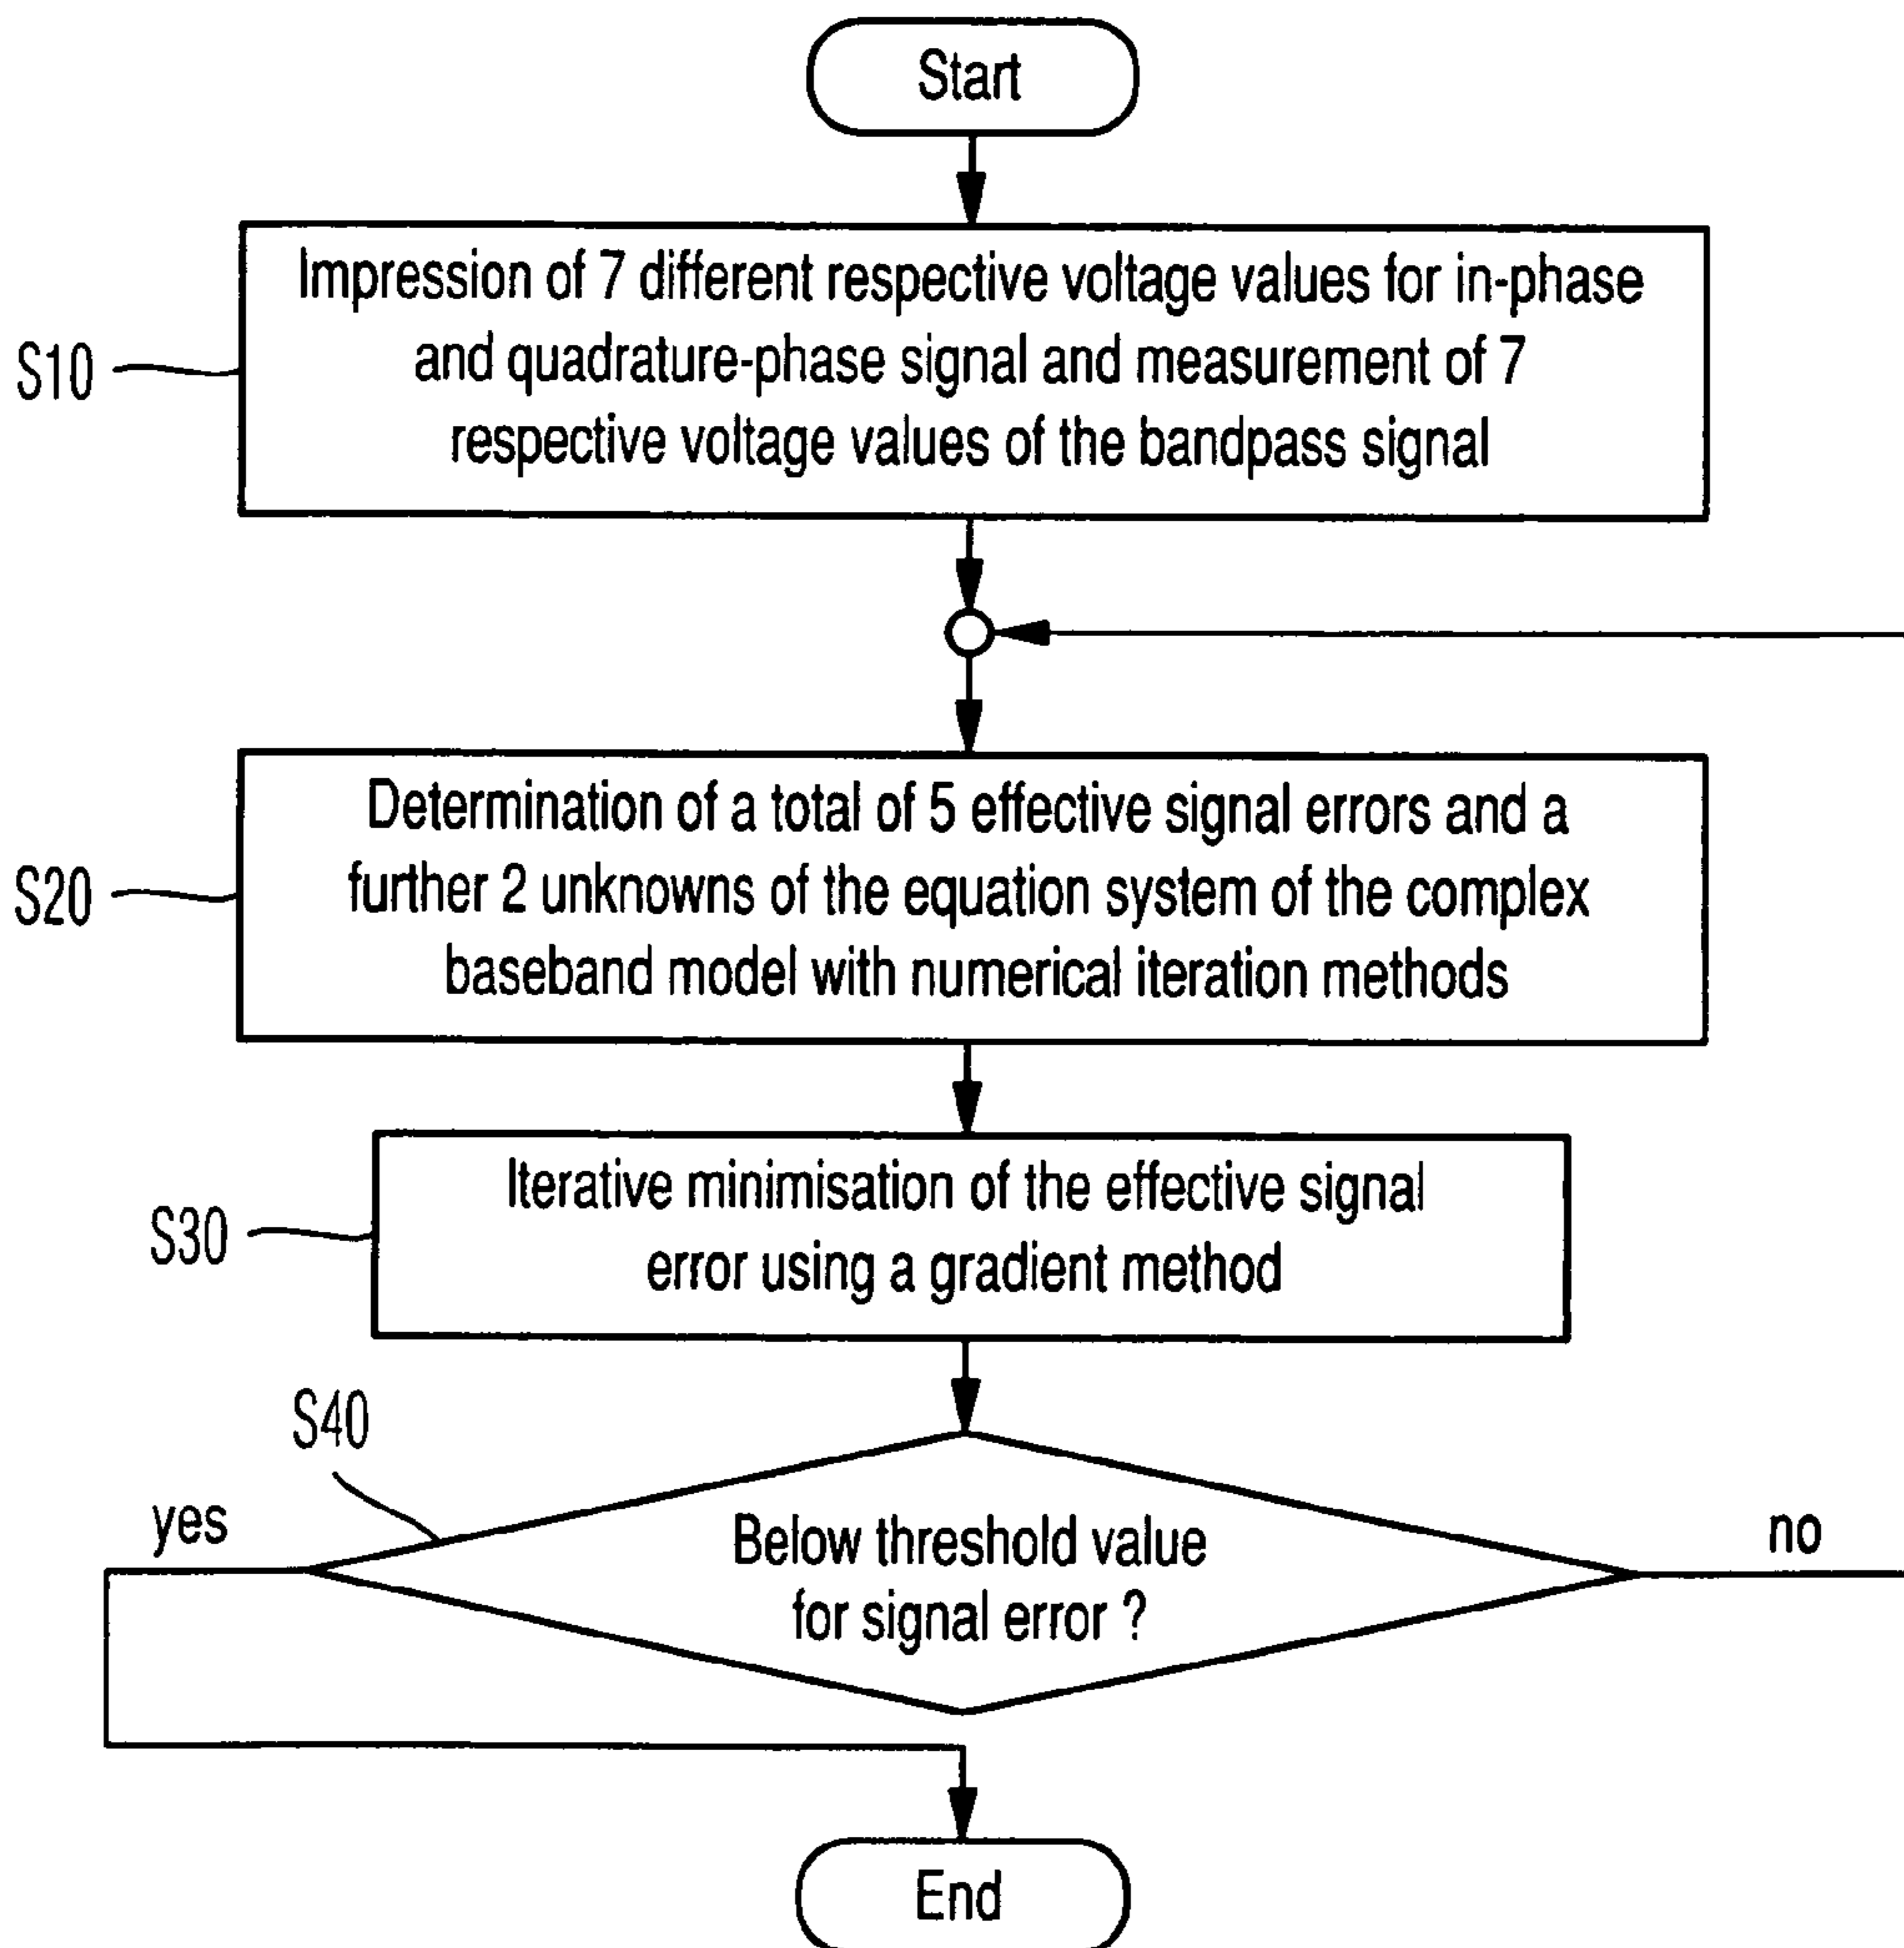 Start
Impression of 7 different respective voltage values for in-phase
and quadrature-phase signal and measurement of 7
respective voltage values of the bandpass signal
S10
Determination of a total of 5 effective signal errors and a
further 2 unknowns of the equation system of the complex
baseband model with numerical iteration methods
S20
Iterative minimisation of the effective signal
error using a gradient method
S30
S40
yes
Below threshold value
for signal error ?
no
End